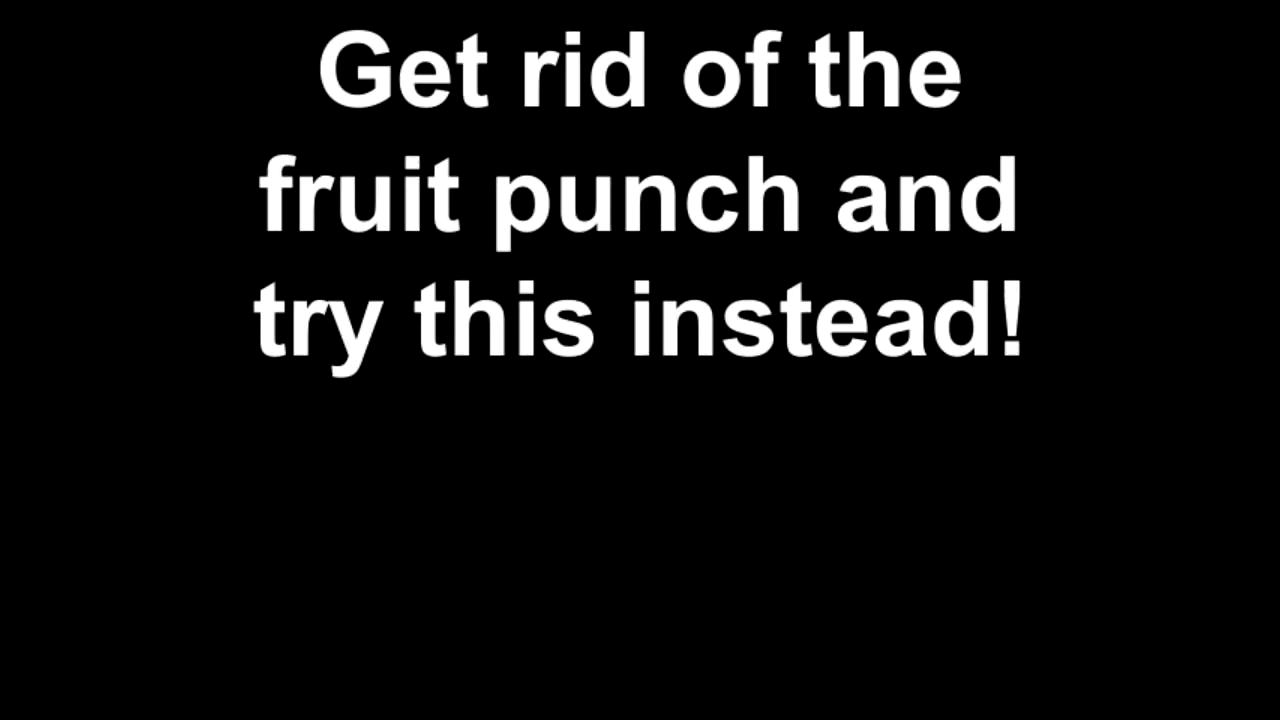 Get rid of the
fruit punch and
try this instead!